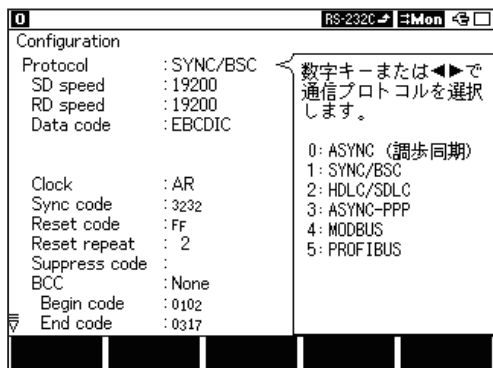 0 RS-232C Mon
Configuration
Protocol : SYNC/BSC
SD speed : 19200
RD speed : 19200
Data code : EBCDIC
Clock : AR
Sync code : 3232
Reset code : FF
Reset repeat : 2
Suppress code :
BCC : None
Begin code : 0102
End code : 0317
数字キーまたは◀▶で
通信プロトコルを選択
します。
0: ASYNC (調歩同期)
1: SYNC/BSC
2: HDLC/SDLC
3: ASYNC-PPP
4: MODBUS
5: PROFIBUS